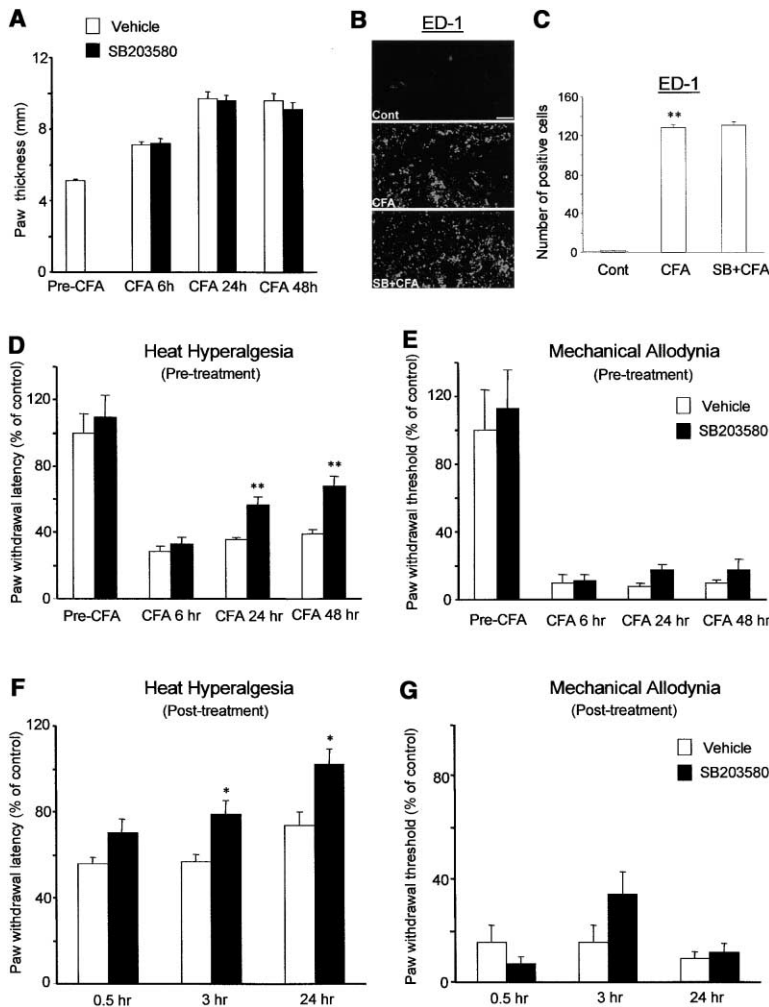 A
Vehicle
SB203580
Paw thickness (mm)
12
8
4
0
Pre-CFA
CFA 6h
CFA 24h
CFA 48h
B
ED-1
Cont
CFA
SB+CFA
C
ED-1
Number of positive cells
160
120
80
40
0
**
Cont
CFA
SB+CFA
D
Heat Hyperalgesia
(Pre-treatment)
Paw withdrawal latency (% of control)
120
80
40
0
**
**
Pre-CFA
CFA 6 hr
CFA 24 hr
CFA 48 hr
E
Mechanical Allodynia
(Pre-treatment)
Vehicle
SB203580
Paw withdrawal threshold (% of control)
120
80
40
0
Pre-CFA
CFA 6 hr
CFA 24 hr
CFA 48 hr
F
Heat Hyperalgesia
(Post-treatment)
Paw withdrawal latency (% of control)
120
80
40
0
*
*
0.5 hr
3 hr
24 hr
G
Mechanical Allodynia
(Post-treatment)
Vehicle
SB203580
Paw withdrawal threshold (% of control)
80
40
0
0.5 hr
3 hr
24 hr